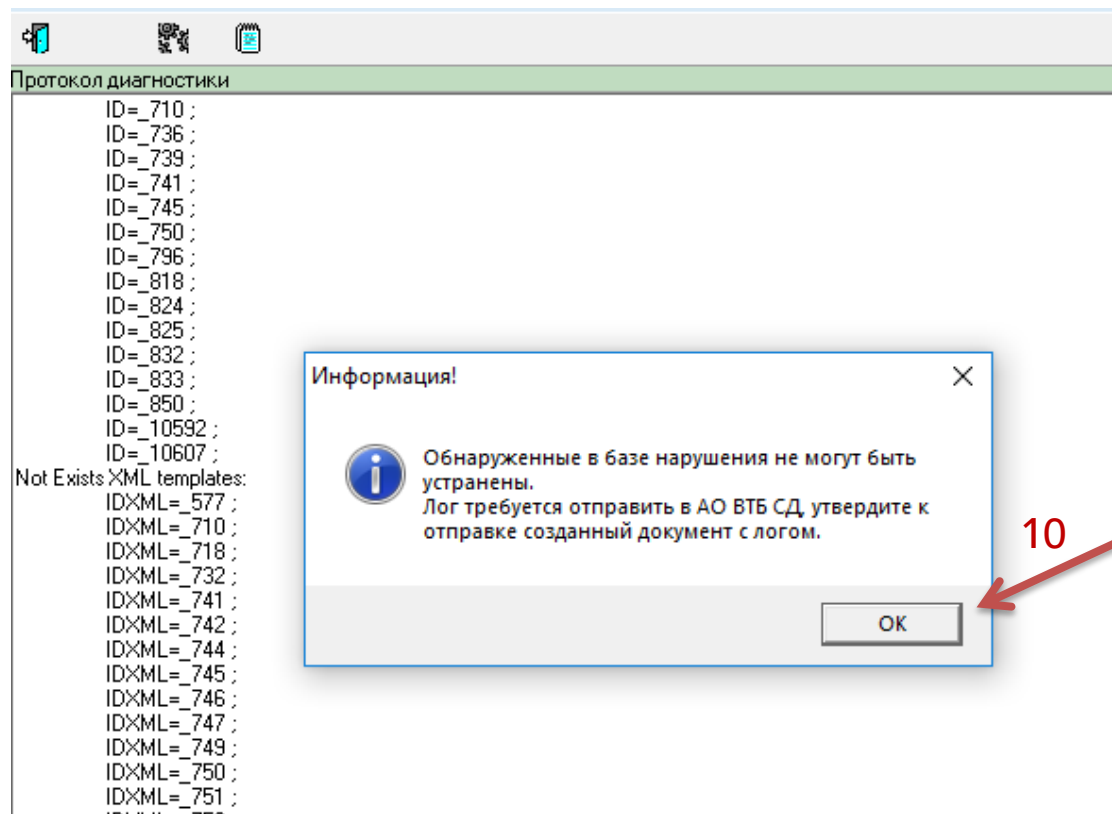 Протокол диагностики
ID=_710 ;
ID=_736 ;
ID=_739 ;
ID=_741 ;
ID=_745 ;
ID=_750 ;
ID=_796 ;
ID=_818 ;
ID=_824 ;
ID=_825 ;
ID=_832 ;
ID=_833 ;
ID=_850 ;
ID=_10592 ;
ID=_10607 ;
Not Exists XML templates:
IDXML=_577 ;
IDXML=_710 ;
IDXML=_718 ;
IDXML=_732 ;
IDXML=_741 ;
IDXML=_742 ;
IDXML=_744 ;
IDXML=_745 ;
IDXML=_746 ;
IDXML=_747 ;
IDXML=_749 ;
IDXML=_750 ;
IDXML=_751 ;
Информация!
Обнаруженные в базе нарушения не могут быть
устранены.
Лог требуется отправить в АО ВТБ СД, утвердите к
отправке созданный документ с логом.
OK
10